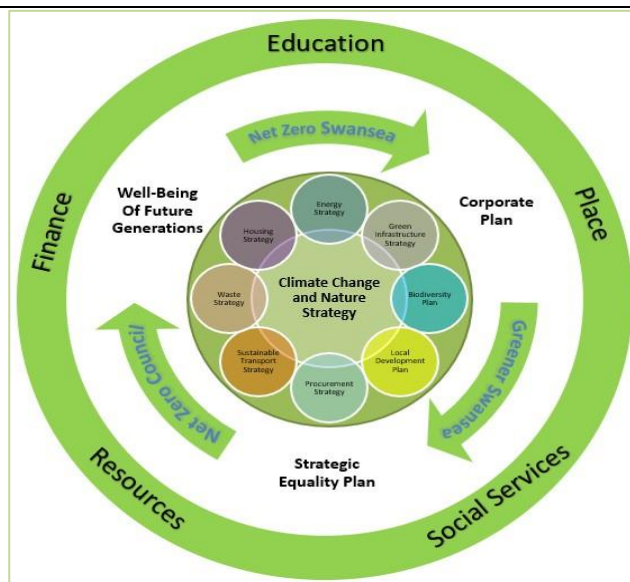 Education
Net Zero Swansea
Finance
Place
Well-Being
Of Future
Generations
Corporate
Plan
Energy
Strategy
Housing
Strategy
Green
Infrastructure
Strategy
Climate Change
and Nature
Strategy
Waste
Strategy
Biodiversity
Plan
Sustainable
Transport
Strategy
Local
Development
Plan
Procurement
Strategy
Net Zero Council
Greener Swansea
Strategic
Equality Plan
Resources
Social Services